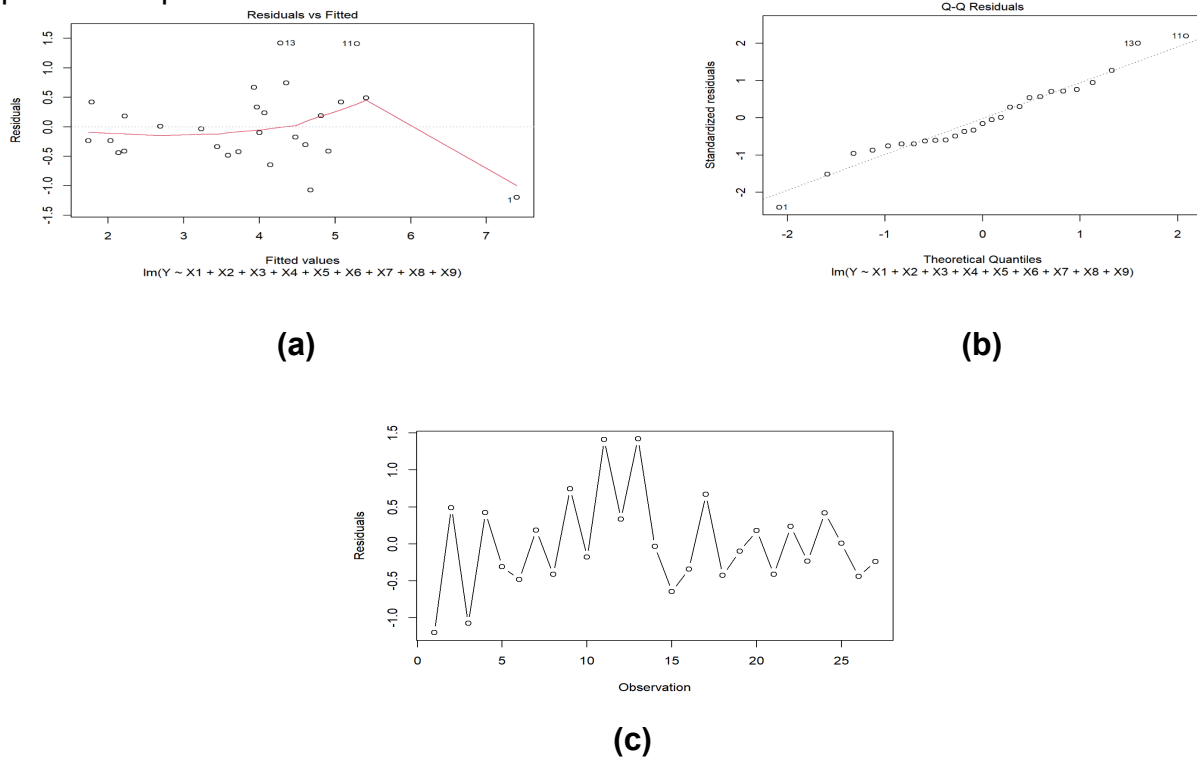 Residuals vs Fitted
Residuals
1.5
1.0
0.5
0.0
-0.5
-1.0
-1.5
13
11
1
2 3 4 5 6 7
Fitted values
lm(Y ~ X1 + X2 + X3 + X4 + X5 + X6 + X7 + X8 + X9)
(a)
Q-Q Residuals
Standardized residuals
2
1
0
-1
-2
13
11
1
-2 -1 0 1 2
Theoretical Quantiles
lm(Y ~ X1 + X2 + X3 + X4 + X5 + X6 + X7 + X8 + X9)
(b)
Residuals
1.5
1.0
0.5
0.0
-0.5
-1.0
0 5 10 15 20 25
Observation
(c)